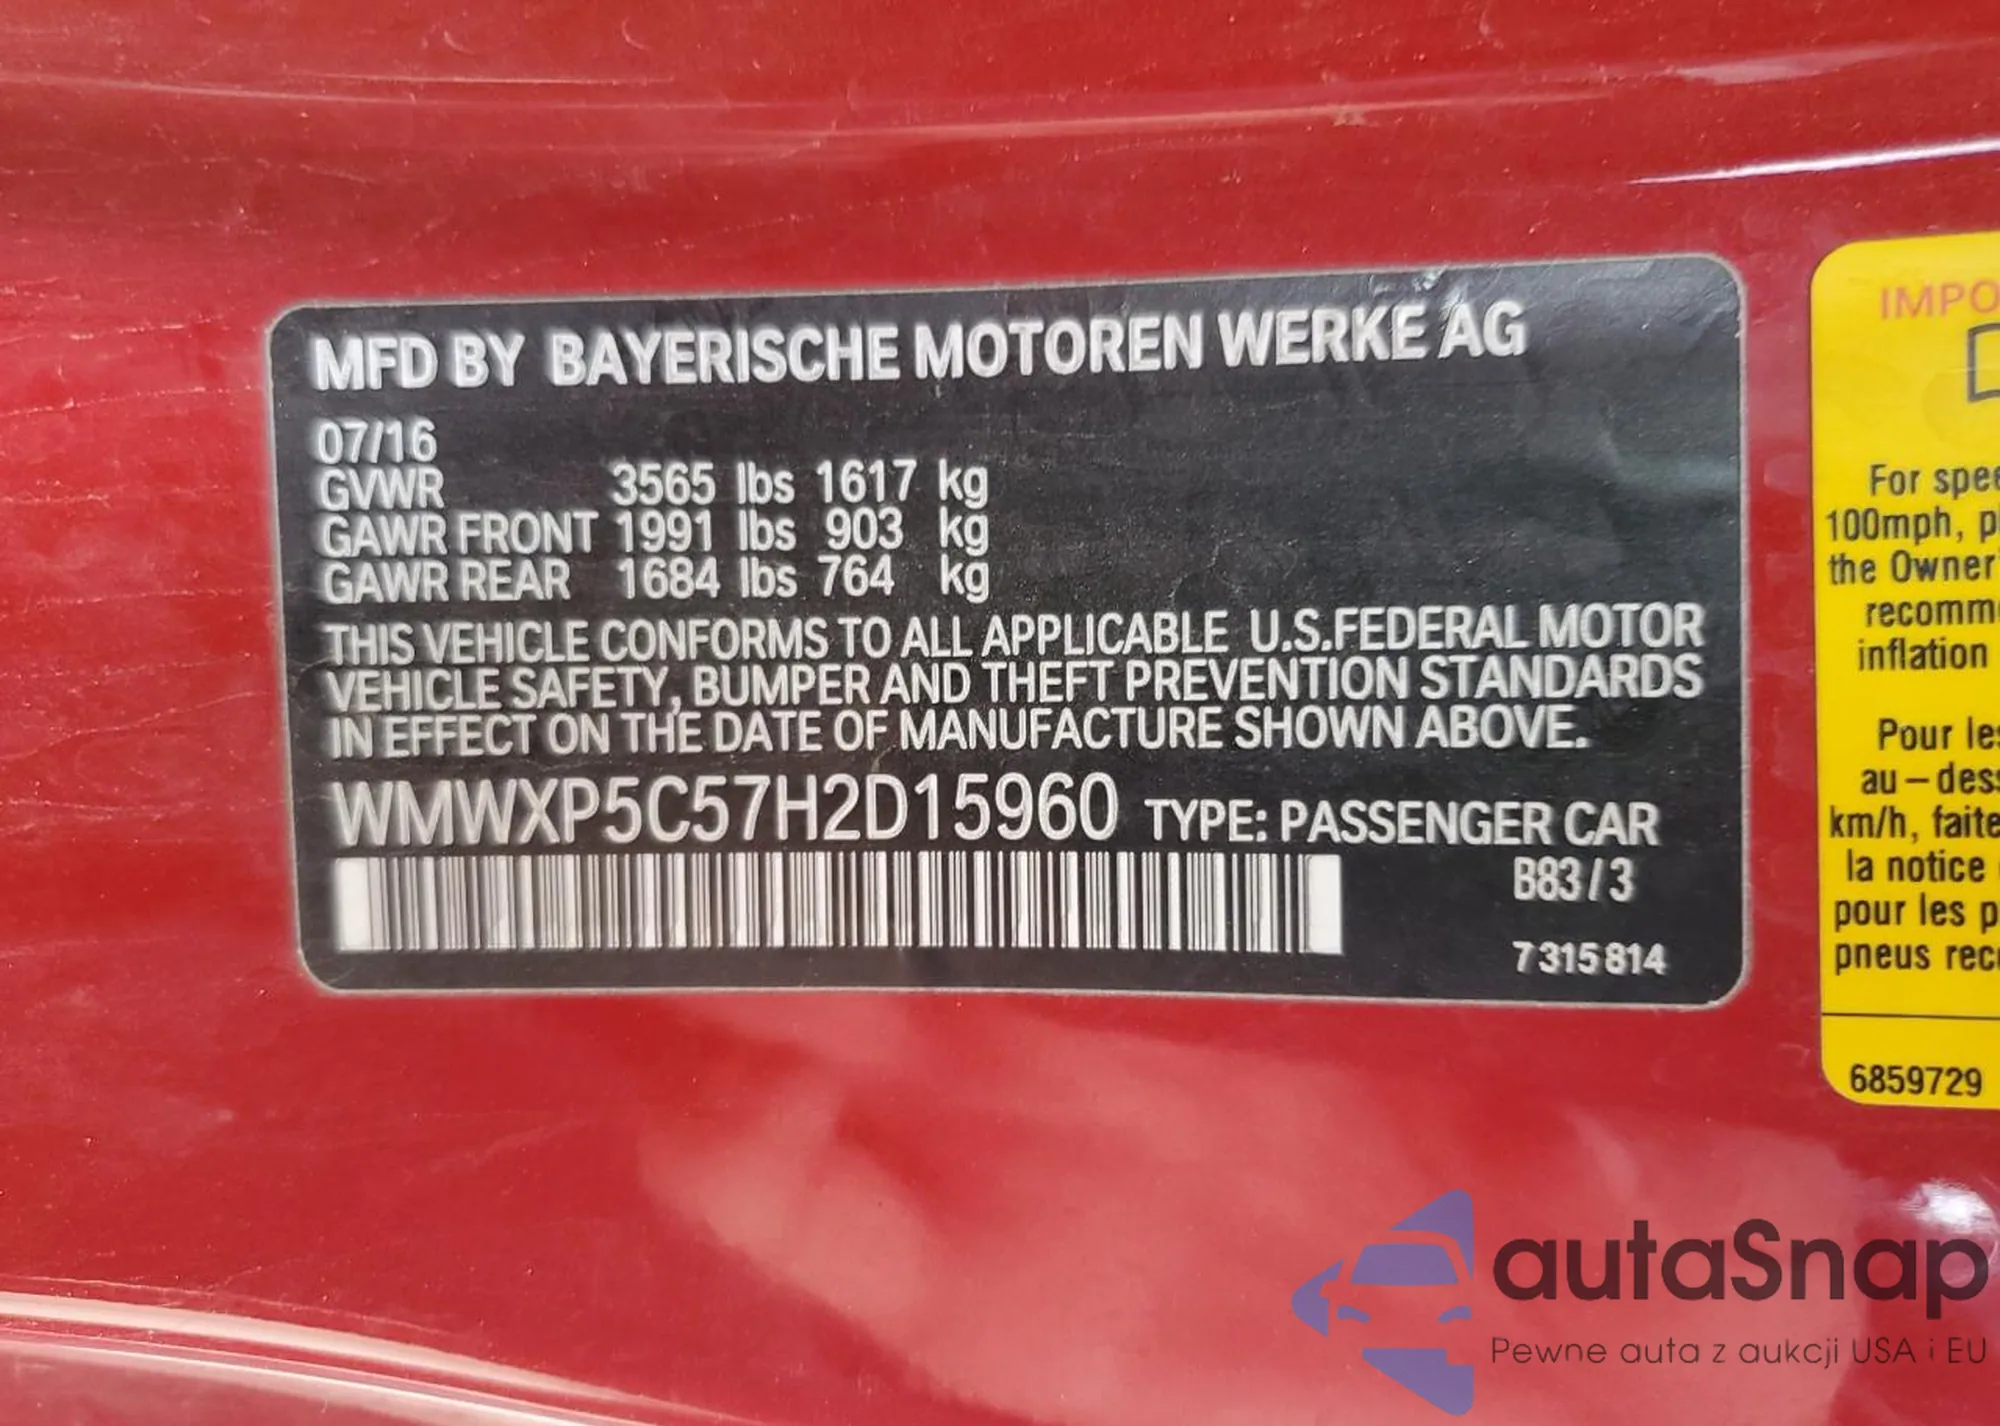 MFD BY BAYERISCHE MOTOREN WERKE AG
07/16
GVWR 3565 lbs 1617 kg
GAWR FRONT 1991 lbs 903 kg
GAWR REAR 1684 lbs 764 kg
THIS VEHICLE CONFORMS TO ALL APPLICABLE U.S.FEDERAL MOTOR
VEHICLE SAFETY, BUMPER AND THEFT PREVENTION STANDARDS
IN EFFECT ON THE DATE OF MANUFACTURE SHOWN ABOVE.
WMWXP5C57H2D15960 TYPE: PASSENGER CAR
B83/3
7315814
IMPO
For spee
100mph, pl
the Owner'
recomme
inflation
Pour les
au-dess
km/h, faite
la notice
pour les p
pneus reco
6859729
autaSnap
Pewne auta z aukcji USA i EU